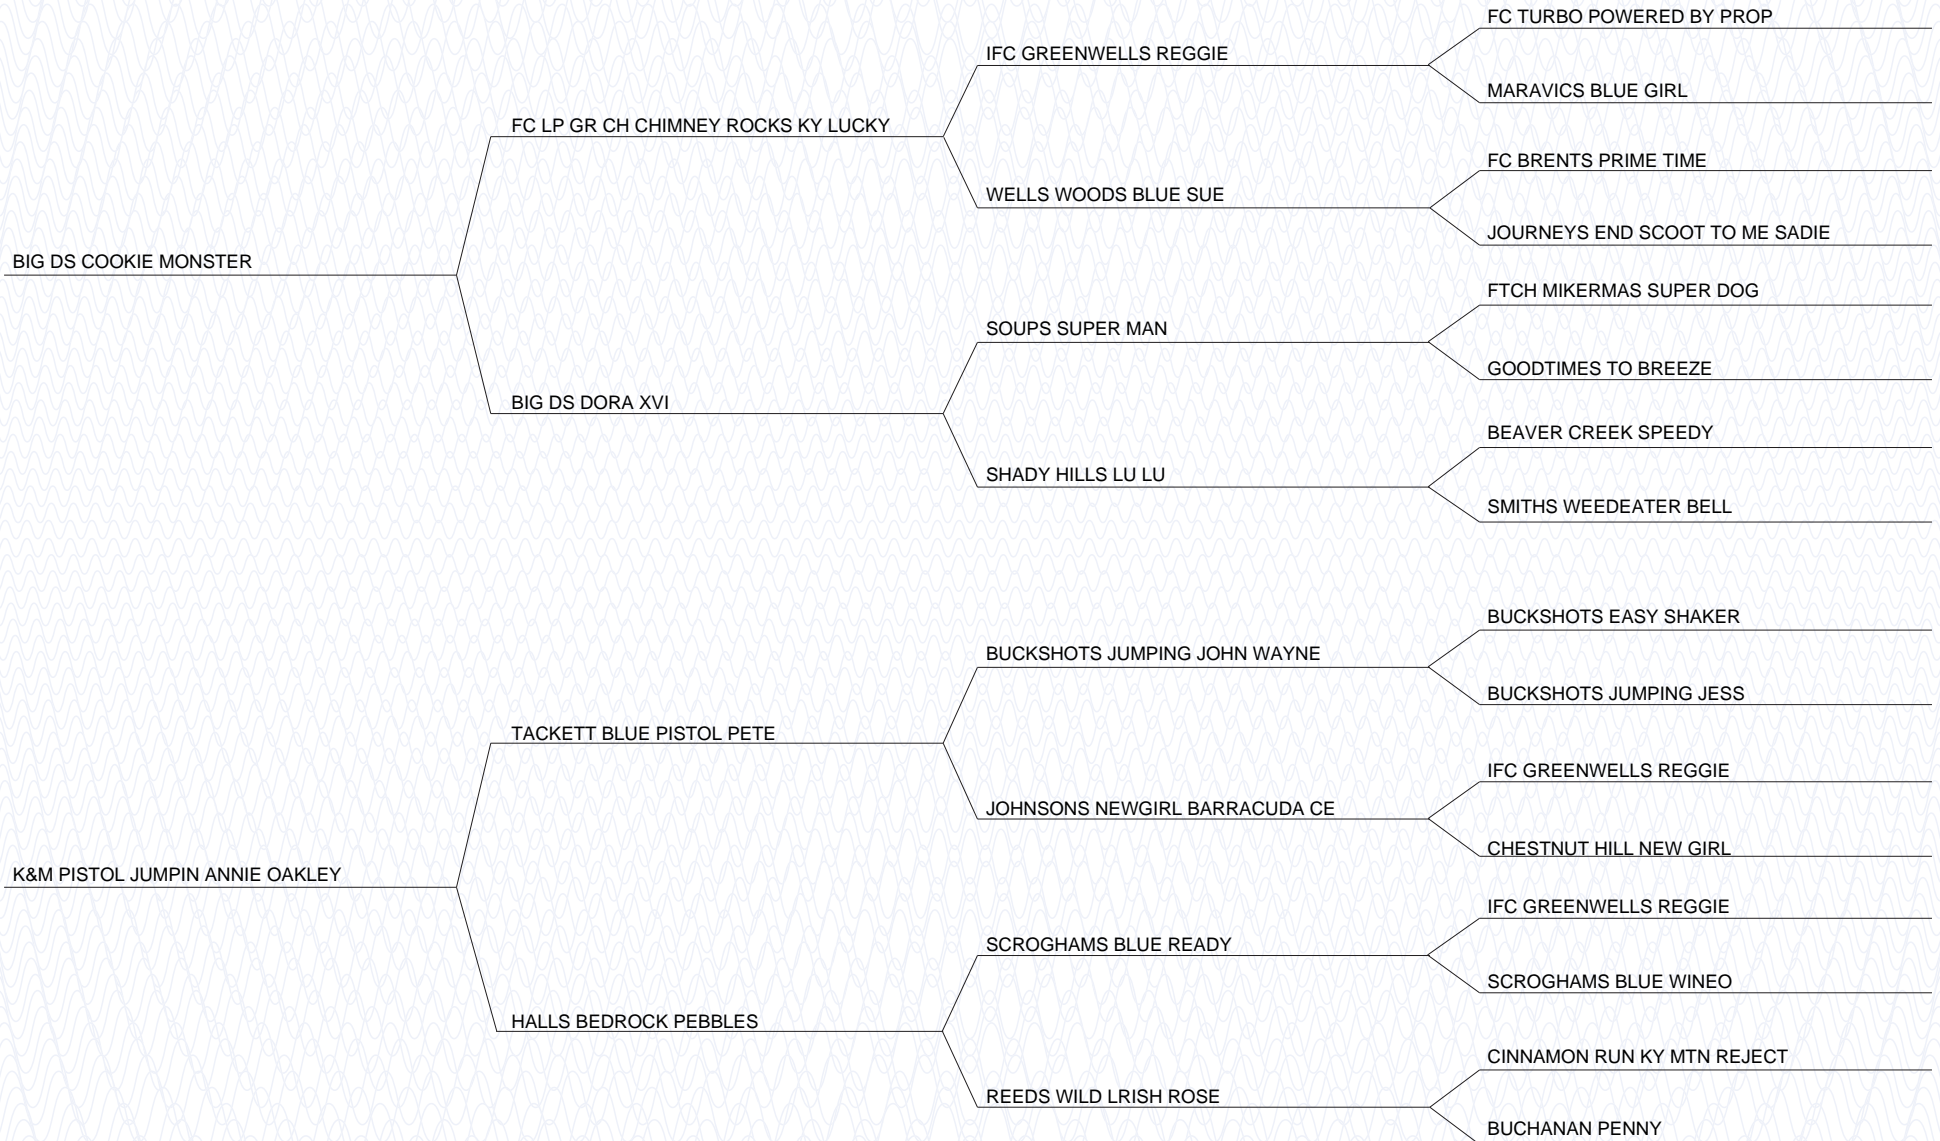 FC TURBO POWERED BY PROP
IFC GREENWELLS REGGIE
MARAVICS BLUE GIRL
FC LP GR CH CHIMNEY ROCKS KY LUCKY
FC BRENTS PRIME TIME
WELLS WOODS BLUE SUE
JOURNEYS END SCOOT TO ME SADIE
BIG DS COOKIE MONSTER
FTCH MIKERMAS SUPER DOG
SOUPS SUPER MAN
GOODTIMES TO BREEZE
BIG DS DORA XVI
BEAVER CREEK SPEEDY
SHADY HILLS LU LU
SMITHS WEEDEATER BELL
BUCKSHOTS EASY SHAKER
BUCKSHOTS JUMPING JOHN WAYNE
BUCKSHOTS JUMPING JESS
TACKETT BLUE PISTOL PETE
IFC GREENWELLS REGGIE
JOHNSONS NEWGIRL BARRACUDA CE
CHESTNUT HILL NEW GIRL
K&M PISTOL JUMPIN ANNIE OAKLEY
IFC GREENWELLS REGGIE
SCROGHAMS BLUE READY
SCROGHAMS BLUE WINEO
HALLS BEDROCK PEBBLES
CINNAMON RUN KY MTN REJECT
REEDS WILD LRISH ROSE
BUCHANAN PENNY